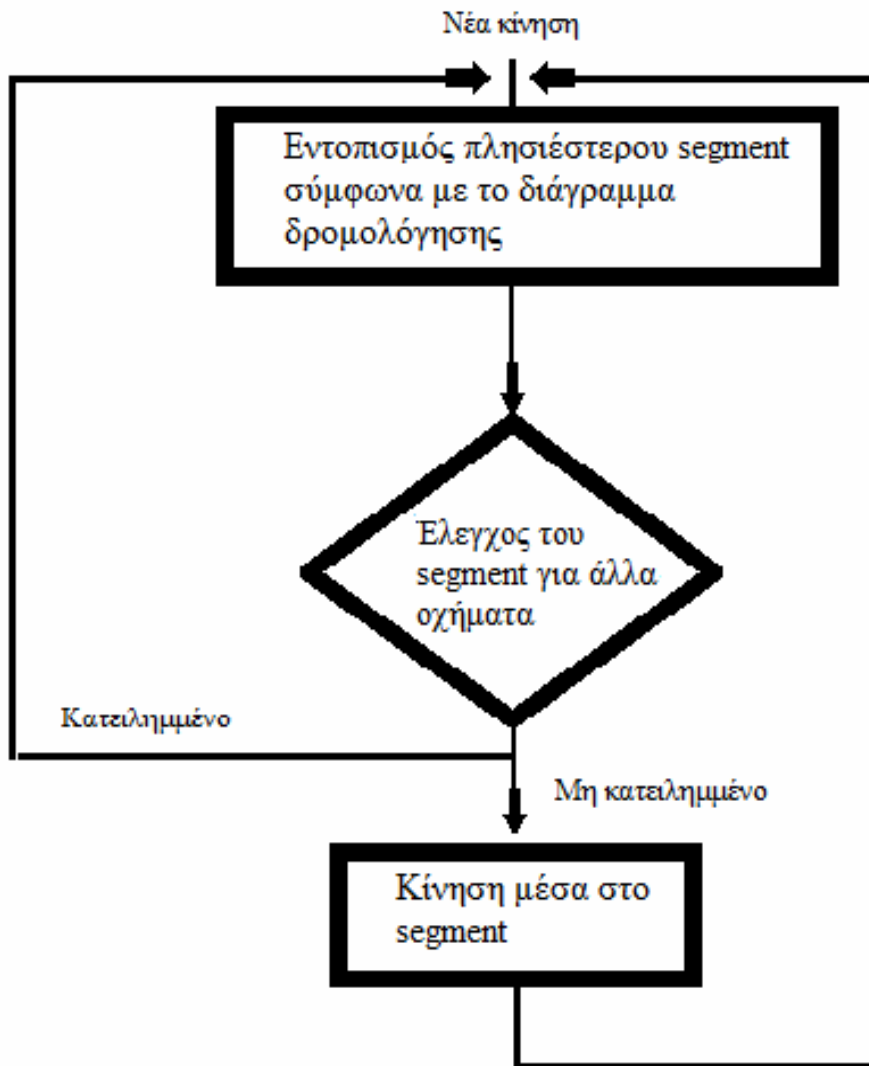 Νέα κίνηση
Εντοπισμός πλησιέστερου segment
σύμφωνα με το διάγραμμα
δρομολόγησης
Έλεγχος του
segment για άλλα
οχήματα
Κατειλημμένο
Μη κατειλημμένο
Κίνηση μέσα στο
segment